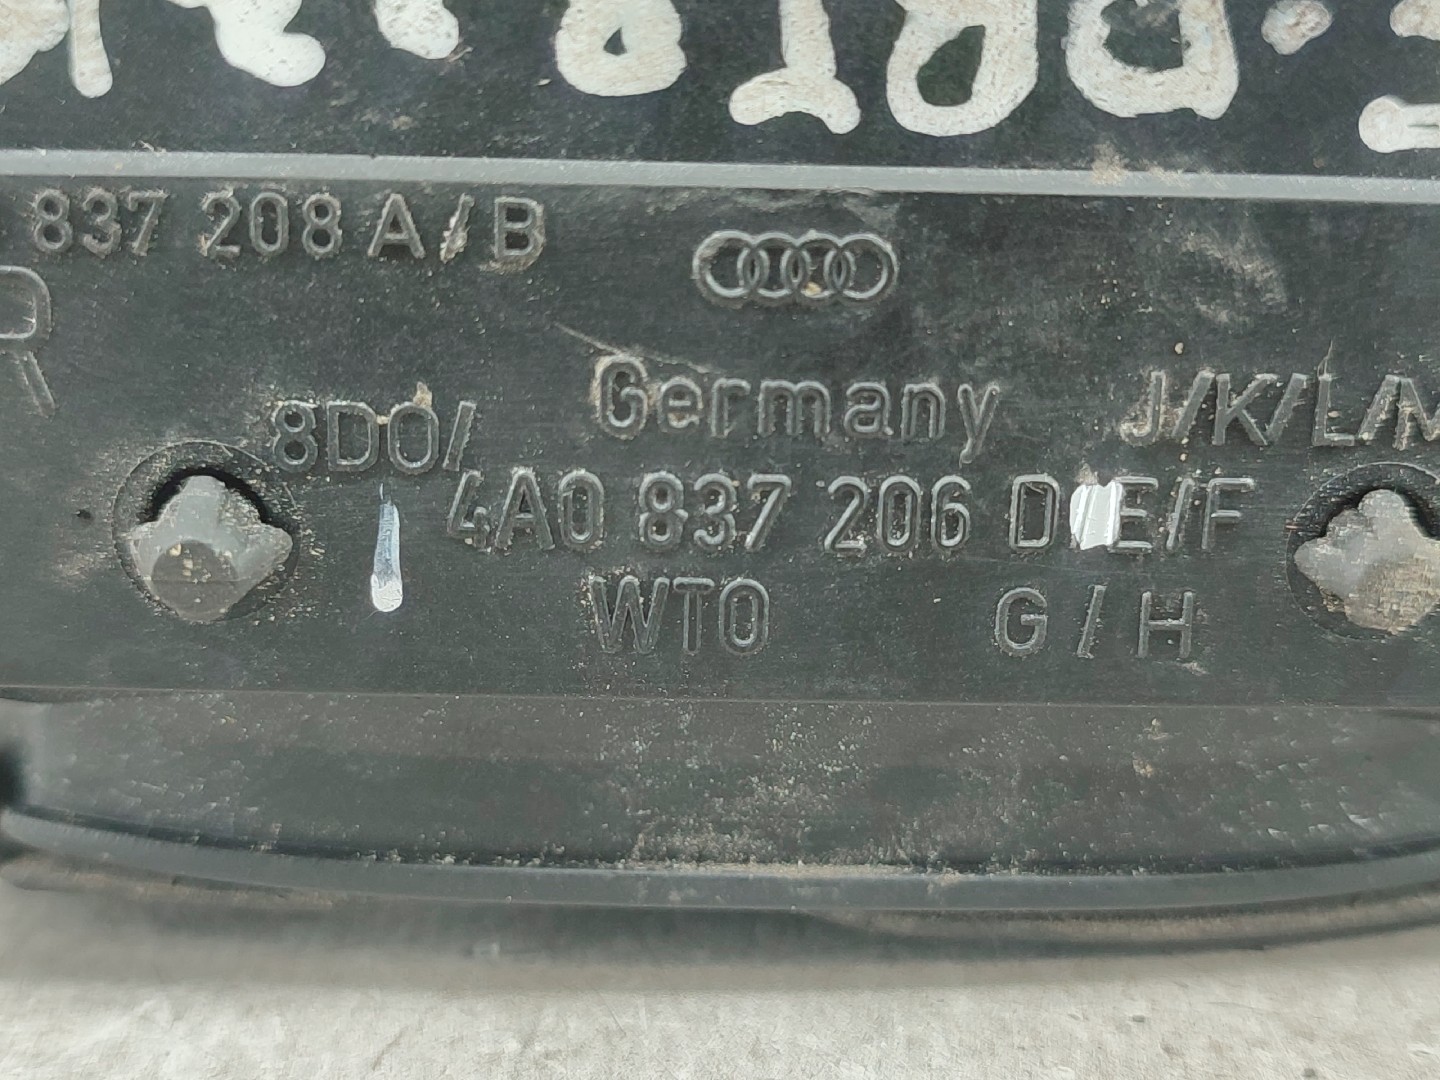 837 208 A/B
R
Germany
8D0/
J/K/L/M
4A0 837 206 D/E/F
WTO
G/H